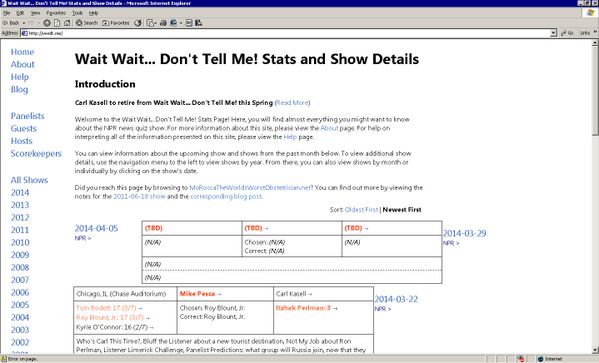 Wait Wait... Don't Tell Me! Stats and Show Details - Microsoft Internet Explorer
File Edit View Favorites Tools Help
Back Search Favorites
Address http://wwdt.me/ Go Links
Home
About
Help
Blog
Panelists
Guests
Hosts
Scorekeepers
All Shows
2014
2013
2012
2011
2010
2009
2008
2007
2006
2005
2004
2003
2002
2001
Wait Wait... Don't Tell Me! Stats and Show Details
Introduction
Carl Kasell to retire from Wait Wait... Don't Tell Me! this Spring (Read More)
Welcome to the Wait Wait.. Don't Tell Me! Stats Page! Here, you will find almost everything you might want to know
about the NPR news quiz show. For more information about this site, please view the About page. For help on
interpreting all of the information presented on this site, please view the Help page.
You can view information about the upcoming show and shows from the past month below. To view additional show
details, use the navigation menu to the left to view shows by year. From there, you can also view shows by month or
individually by clicking on the show's date.
Did you reach this page by browsing to MoRoccaTheWorldsWorstObstetrician.net? You can find out more by viewing
the notes for the 2011-06-18 show and the corresponding blog post.
Sort: Oldest First | Newest First
2014-04-05
NPR >
(TBD) (TBD) → (TBD) →
(N/A) Chosen: (N/A) (N/A)
Correct: (N/A)
(N/A)
(N/A)
2014-03-29
NPR >
Chicago, IL (Chase Auditorium) Mike Pesca → Carl Kasell →
Tom Bodett: 17 (3/7) → Chosen: Roy Blount, Jr. Itzhak Perlman: 3 →
Roy Blount, Jr.: 17 (3/7) → Correct: Roy Blount, Jr.
Kyrie O'Connor: 16 (2/7) →
Who's Carl This Time?, Bluff the Listener about a new tourist destination, Not My Job about Ron
Perlman, Listener Limerick Challenge, Panelist Predictions: what group will Russia join, now that they
2014-03-22
NPR >
Error on page. Internet